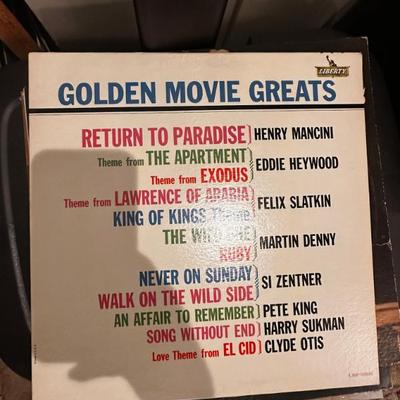 LIBERTY
GOLDEN MOVIE GREATS
RETURN TO PARADISE HENRY MANCINI
Theme from THE APARTMENT
EDDIE HEYWOOD
Theme from EXODUS
Theme from LAWRENCE OF ARABIA
FELIX SLATKIN
KING OF KINGS Theme
THE WILD ONE
MARTIN DENNY
RUBY
NEVER ON SUNDAY
SI ZENTNER
WALK ON THE WILD SIDE
AN AFFAIR TO REMEMBER PETE KING
SONG WITHOUT END HARRY SUKMAN
Love Theme from EL CID CLYDE OTIS